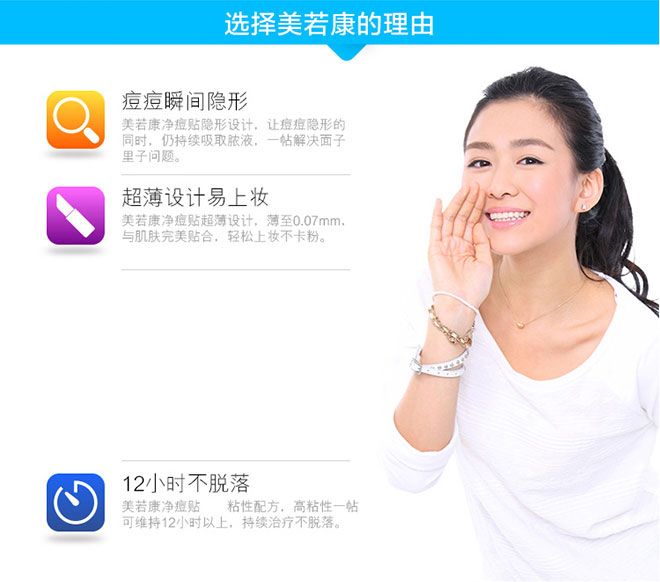 选择美若康的理由
痘痘瞬间隐形
美若康净痘贴隐形设计，让痘痘隐形的
同时，仍持续吸取脓液，一帖解决面子
里子问题。
超薄设计易上妆
美若康净痘贴超薄设计，薄至0.07mm，
与肌肤完美贴合，轻松上妆不卡粉。
12小时不脱落
美若康净痘贴 粘性配方，高粘性一帖
可维持12小时以上，持续治疗不脱落。